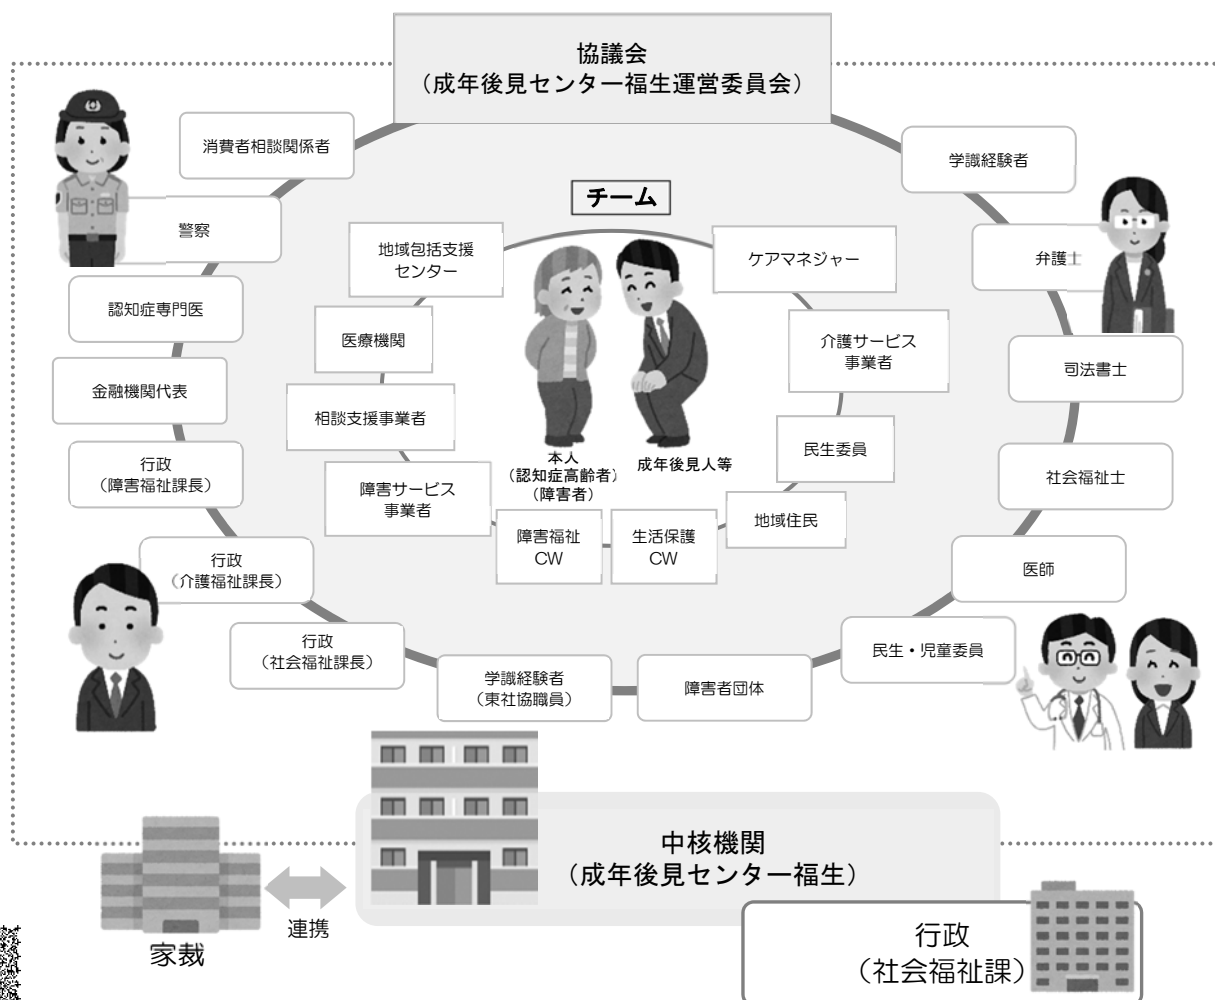 協議会
（成年後見センター福生運営委員会）
消費者相談関係者
学識経験者
警察
弁護士
認知症専門医
司法書士
金融機関代表
社会福祉士
行政
（障害福祉課長）
医師
行政
（介護福祉課長）
民生・児童委員
行政
（社会福祉課長）
学識経験者
（東社協職員）
障害者団体
チーム
地域包括支援
センター
ケアマネジャー
医療機関
介護サービス
事業者
相談支援事業者
民生委員
障害サービス
事業者
地域住民
障害福祉
CW
生活保護
CW
本人
（認知症高齢者）
（障害者）
成年後見人等
中核機関
（成年後見センター福生）
連携
家裁
行政
（社会福祉課）